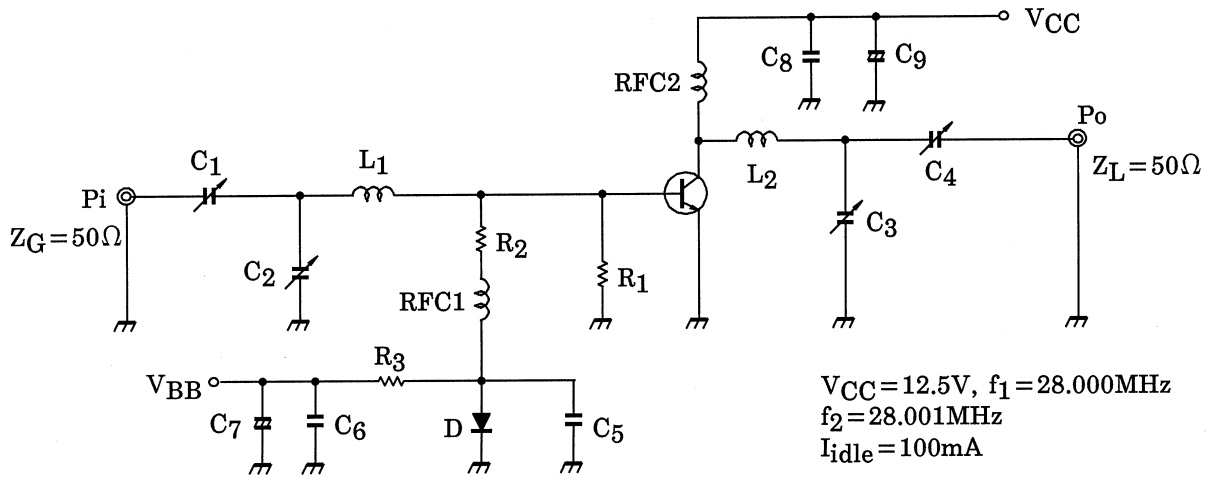 VCC
C8
C9
RFC2
Po
C1
L1
L2
C4
ZL=50Ω
Pi
ZG=50Ω
C2
R2
R1
C3
RFC1
R3
VBB
C7
C6
D
C5
VCC=12.5V, f1=28.000MHz
f2=28.001MHz
Iidle=100mA